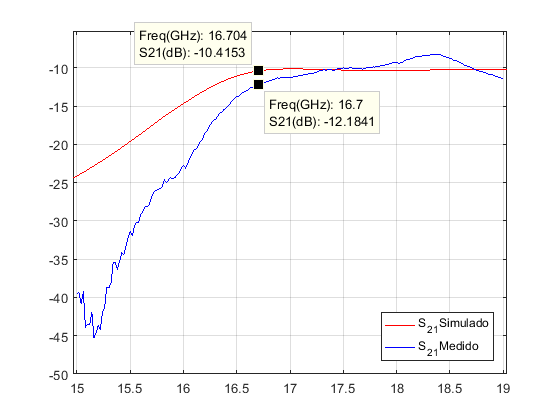 Freq(GHz): 16.704
S21(dB): -10.4153
Freq(GHz): 16.7
S21(dB): -12.1841
-10
-15
-20
-25
-30
-35
-40
-45
-50
15 15.5 16 16.5 17 17.5 18 18.5 19
S21Simulado
S21Medido